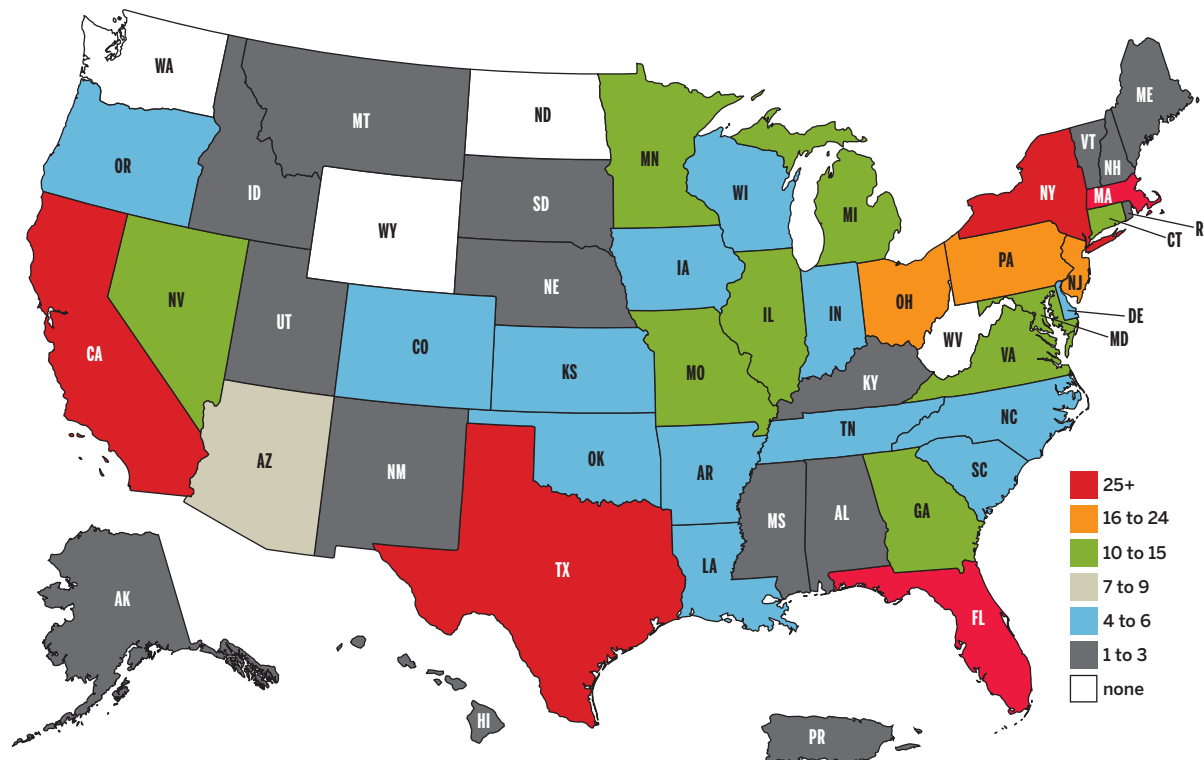 WA
MT
ND
ME
OR
ID
MN
VT
NH
SD
WI
NY
MA
WY
MI
R
CT
IA
PA
NE
NJ
NV
OH
IL
IN
UT
DE
CO
WV
MD
CA
KS
MO
VA
KY
NC
TN
AZ
OK
NM
AR
SC
25+
MS
AL
GA
16 to 24
10 to 15
TX
LA
7 to 9
AK
FL
4 to 6
1 to 3
none
HI
PR